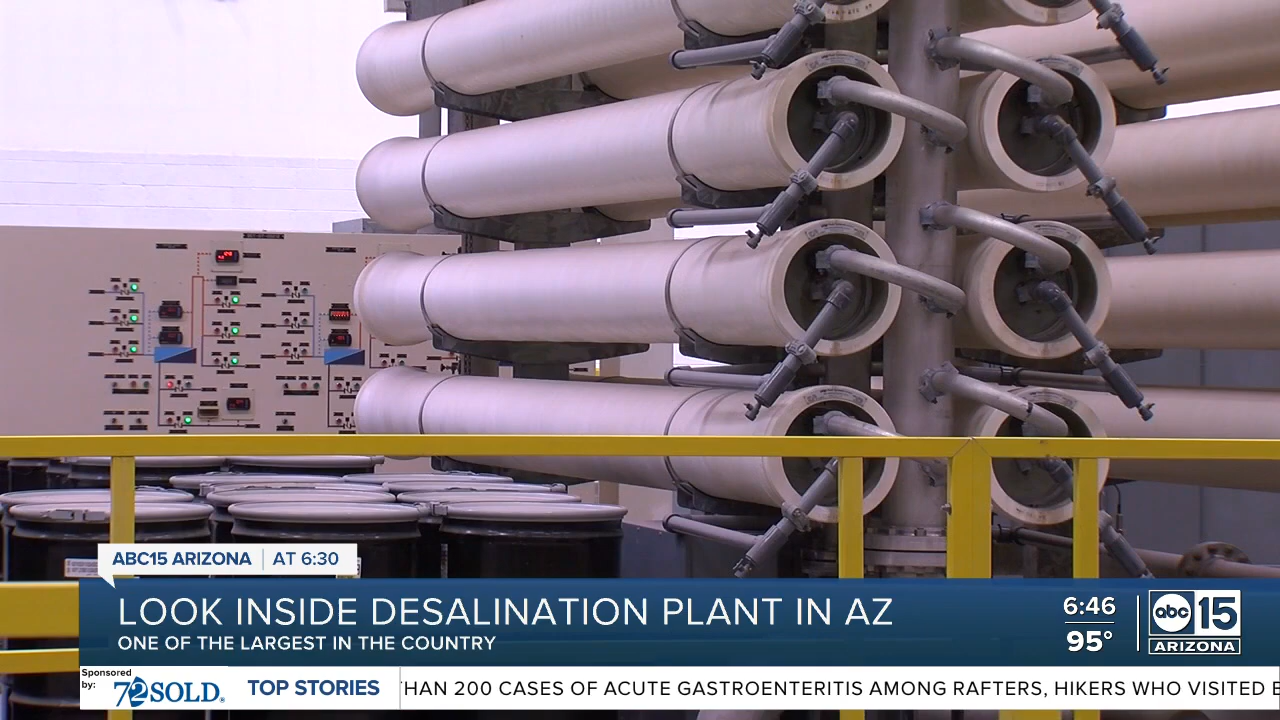 ABC15 ARIZONA AT 6:30
LOOK INSIDE DESALINATION PLANT IN AZ
ONE OF THE LARGEST IN THE COUNTRY
6:46
95°
abc 15
ARIZONA
Sponsored by:
72SOLD.
TOP STORIES
HAN 200 CASES OF ACUTE GASTROENTERITIS AMONG RAFTERS, HIKERS WHO VISITED E